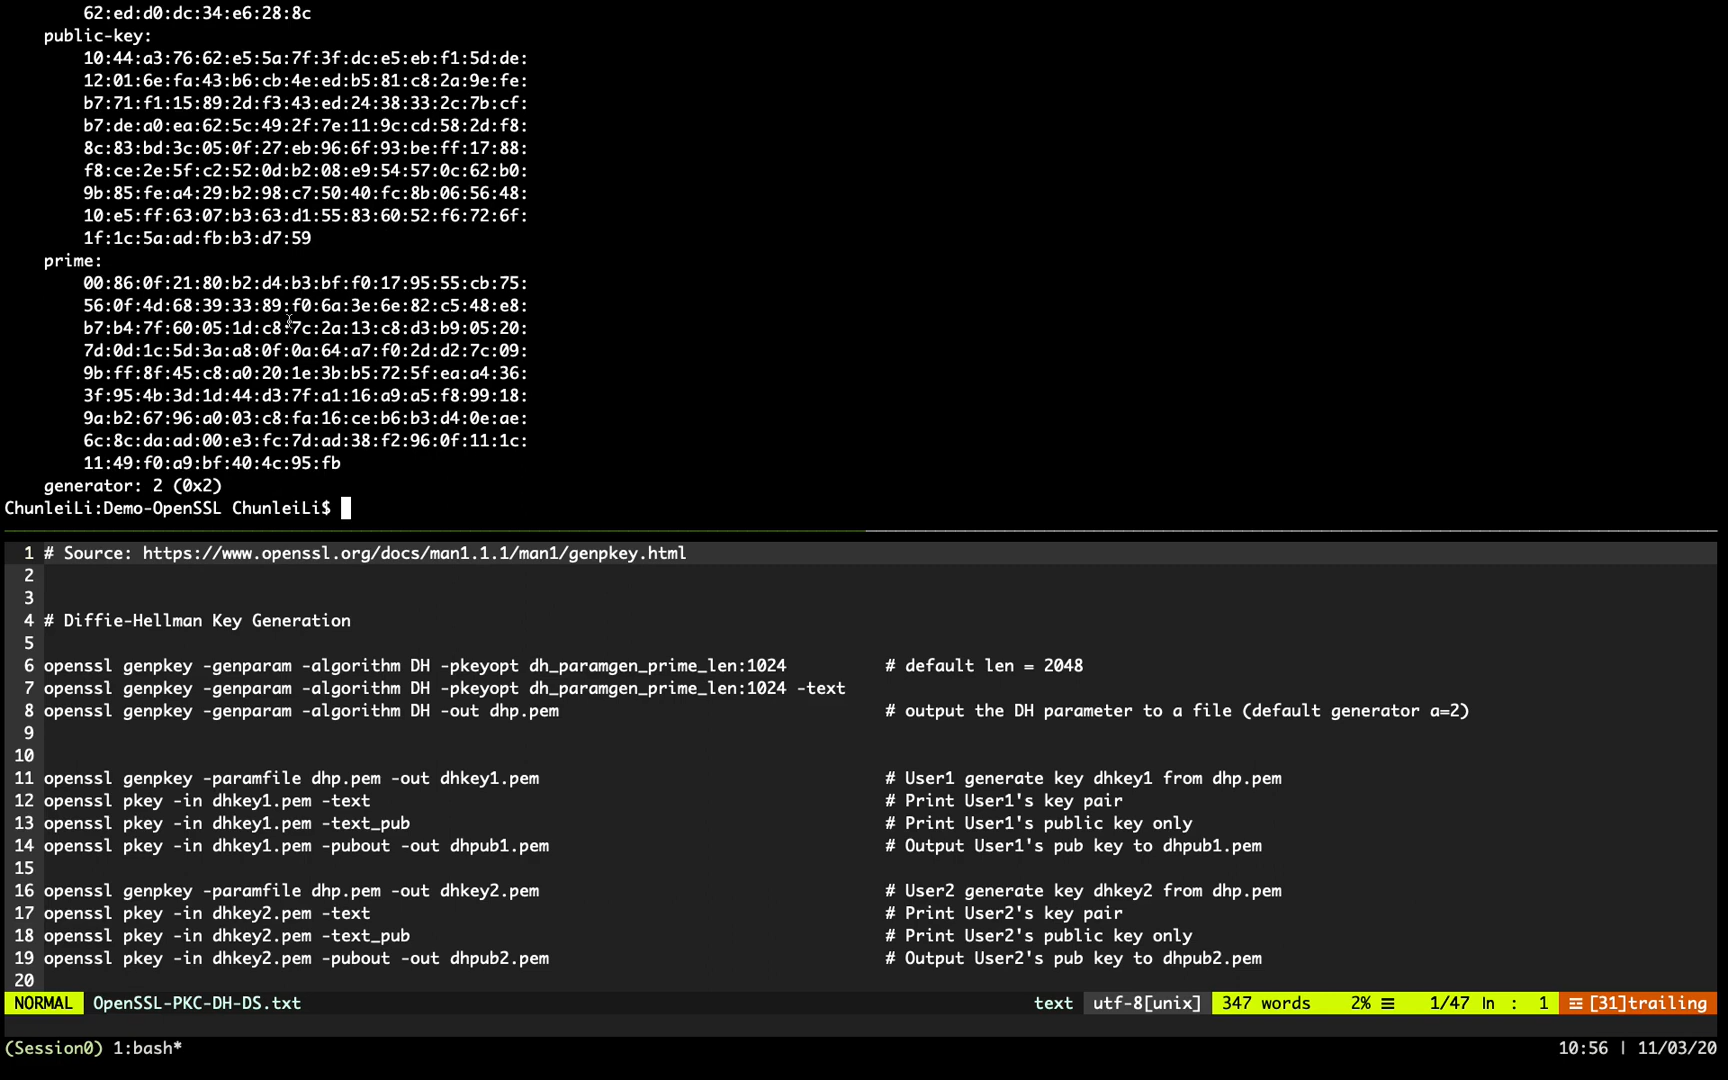 62:ed:d0:dc:34:e6:28:8c
public-key:
10:44:a3:76:62:e5:5a:7f:3f:dc:e5:eb:f1:5d:de:
12:01:6e:fa:43:b6:cb:4e:ed:b5:81:c8:2a:9e:fe:
b7:71:f1:15:89:2d:f3:43:ed:24:38:33:2c:7b:cf:
b7:de:a0:ea:62:5c:49:2f:7e:11:9c:cd:58:2d:f8:
8c:83:bd:3c:05:0f:27:eb:96:6f:93:be:ff:17:88:
f8:ce:2e:5f:c2:52:0d:b2:08:e9:54:57:0c:62:b0:
9b:85:fe:a4:29:b2:98:c7:50:40:fc:8b:06:56:48:
10:e5:ff:63:07:b3:63:d1:55:83:60:52:f6:72:6f:
1f:1c:5a:ad:fb:b3:d7:59
prime:
00:86:0f:21:80:b2:d4:b3:bf:f0:17:95:55:cb:75:
56:0f:4d:68:39:33:89:f0:6a:3e:6e:82:c5:48:e8:
b7:b4:7f:60:05:1d:c8:7c:2a:13:c8:d3:b9:05:20:
7d:0d:1c:5d:3a:a8:0f:0a:64:a7:f0:2d:d2:7c:09:
9b:ff:8f:45:c8:a0:20:1e:3b:b5:72:5f:ea:a4:36:
3f:95:4b:3d:1d:44:d3:7f:a1:16:a9:a5:f8:99:18:
9a:b2:67:96:a0:03:c8:fa:16:ce:b6:b3:d4:0e:ae:
6c:8c:da:ad:00:e3:fc:7d:ad:38:f2:96:0f:11:1c:
11:49:f0:a9:bf:40:4c:95:fb
generator: 2 (0x2)
ChunleiLi:Demo-OpenSSL ChunleiLi$
1 # Source: https://www.openssl.org/docs/man1.1.1/man1/genpkey.html
2
3
4 # Diffie-Hellman Key Generation
5
6 openssl genpkey -genparam -algorithm DH -pkeyopt dh_paramgen_prime_len:1024 # default len = 2048
7 openssl genpkey -genparam -algorithm DH -pkeyopt dh_paramgen_prime_len:1024 -text
8 openssl genpkey -genparam -algorithm DH -out dhp.pem # output the DH parameter to a file (default generator a=2)
9
10
11 openssl genpkey -paramfile dhp.pem -out dhkey1.pem # User1 generate key dhkey1 from dhp.pem
12 openssl pkey -in dhkey1.pem -text # Print User1's key pair
13 openssl pkey -in dhkey1.pem -text_pub # Print User1's public key only
14 openssl pkey -in dhkey1.pem -pubout -out dhpub1.pem # Output User1's pub key to dhpub1.pem
15
16 openssl genpkey -paramfile dhp.pem -out dhkey2.pem # User2 generate key dhkey2 from dhp.pem
17 openssl pkey -in dhkey2.pem -text # Print User2's key pair
18 openssl pkey -in dhkey2.pem -text_pub # Print User2's public key only
19 openssl pkey -in dhkey2.pem -pubout -out dhpub2.pem # Output User2's pub key to dhpub2.pem
20
NORMAL OpenSSL-PKC-DH-DS.txt text utf-8[unix] 347 words 2% ☰ 1/47 ln : 1 ☲ [31]trailing
(Session0) 1:bash* 10:56 | 11/03/20